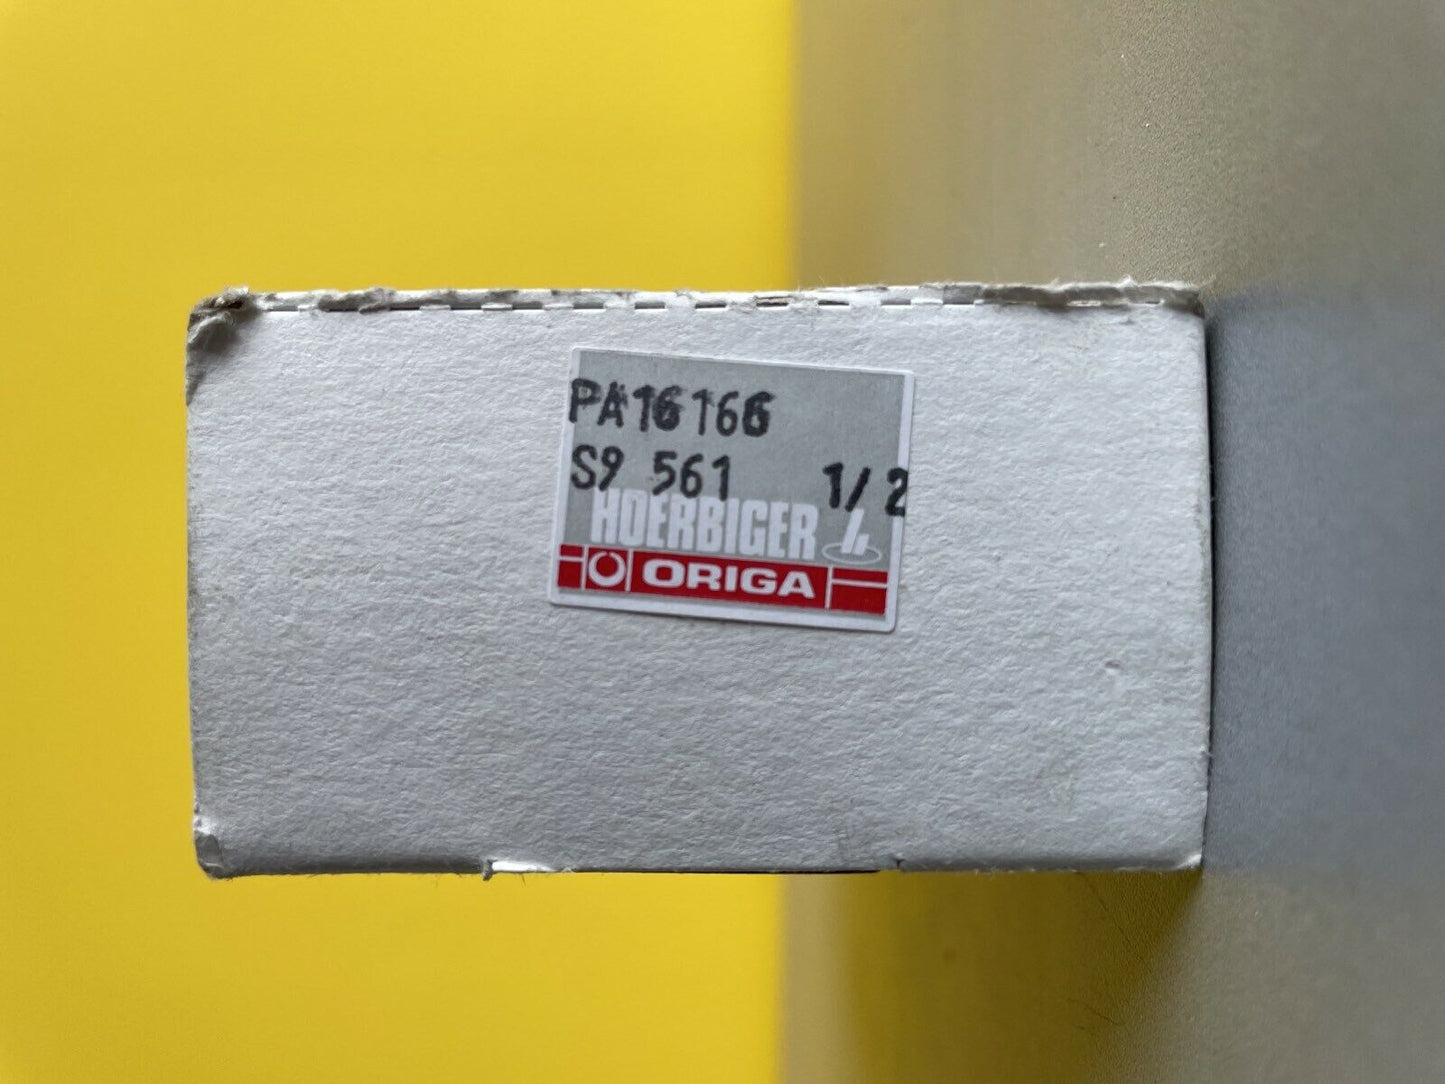 PA16166
S9 561 1/2
HOERBIGER
ORIGA